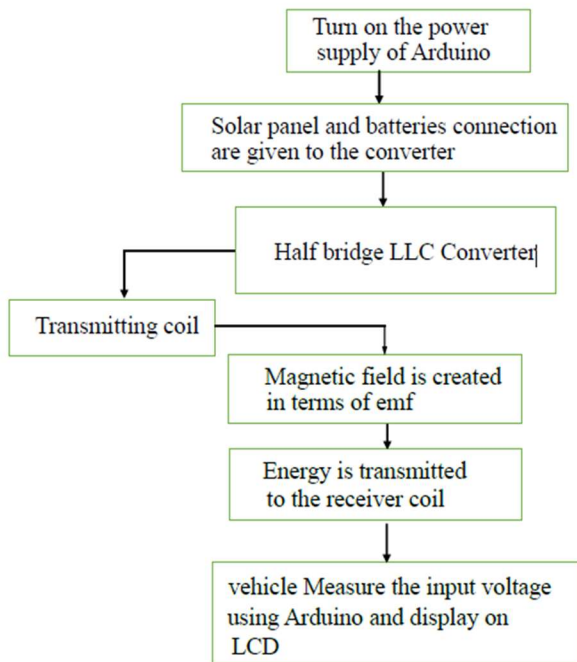 Turn on the power
supply of Arduino
Solar panel and batteries connection
are given to the converter
Half bridge LLC Converter
Transmitting coil
Magnetic field is created
in terms of emf
Energy is transmitted
to the receiver coil
vehicle Measure the input voltage
using Arduino and display on
LCD